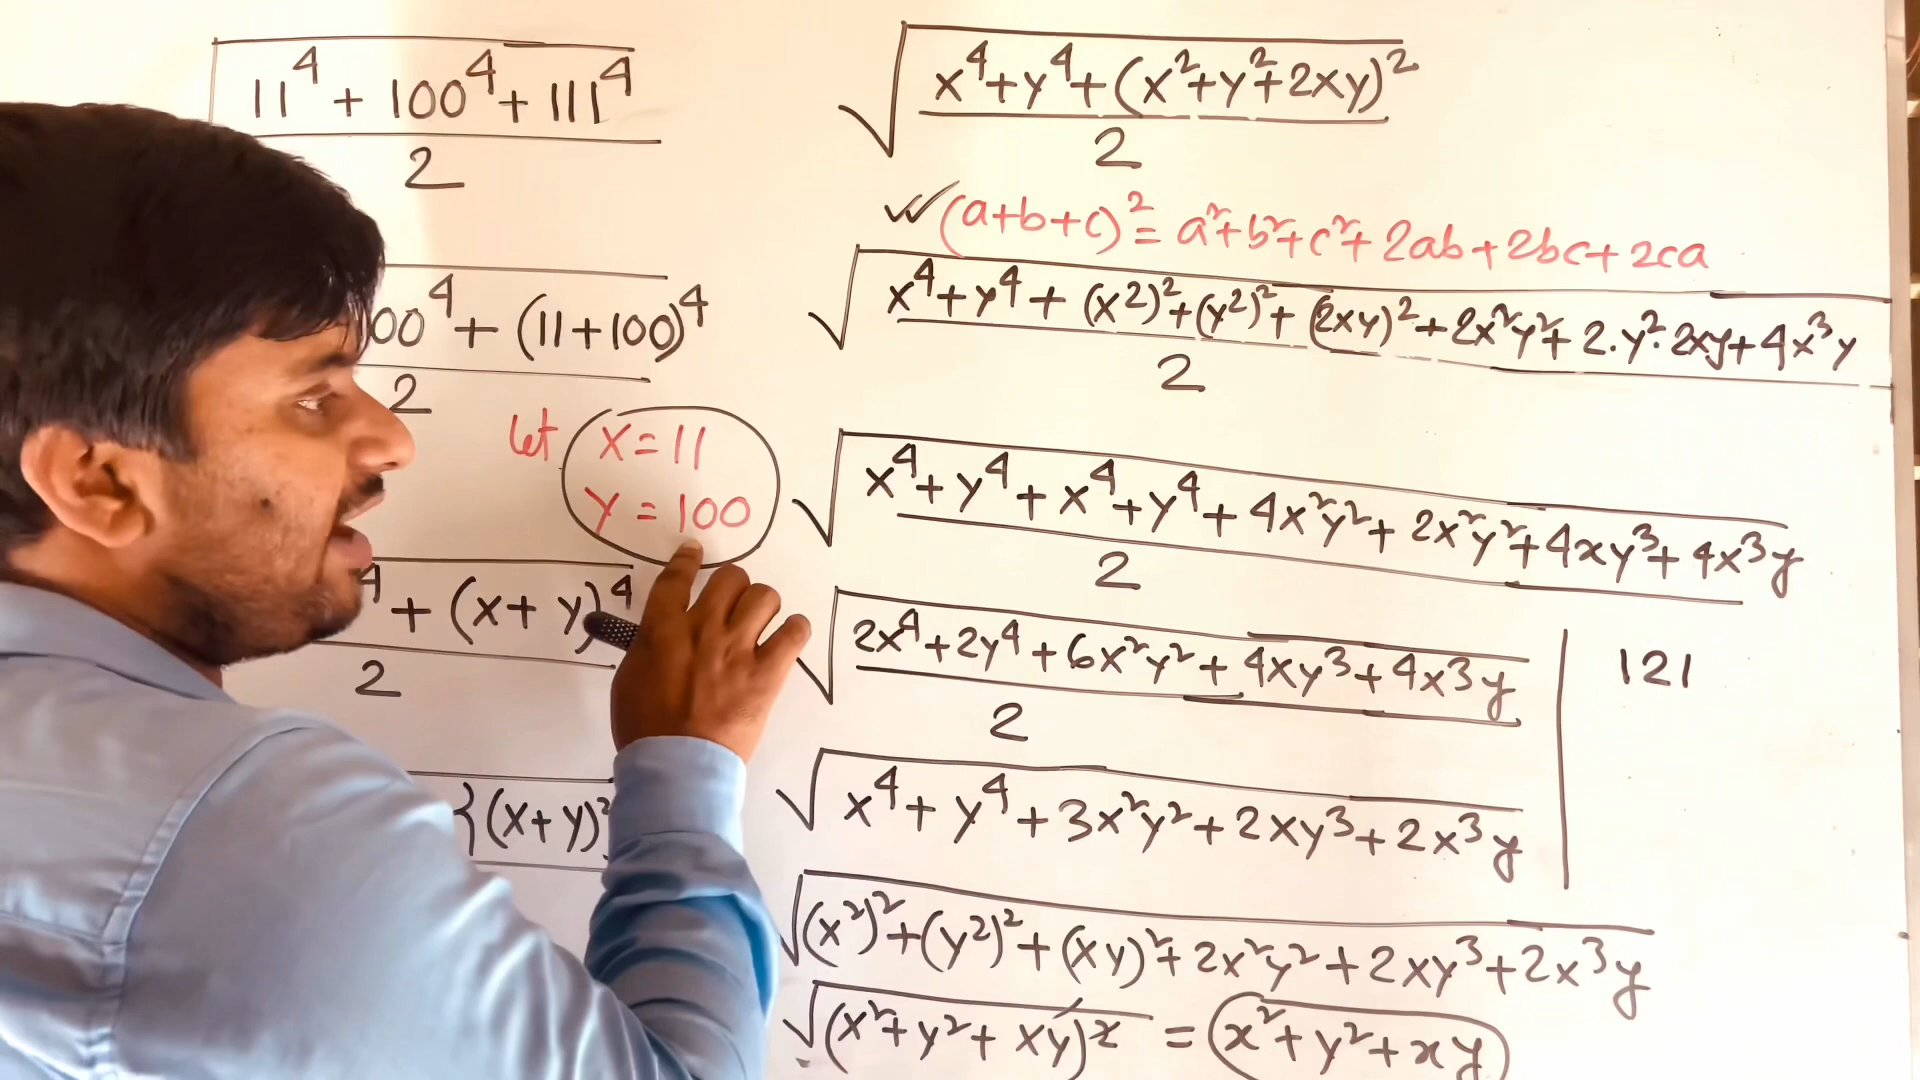 11⁴ + 100⁴ + 111⁴
2
00⁴ + (11+100)⁴
2
let x = 11
y = 100
⁴ + (x+y)⁴
2
{(x+y)²
√x⁴+y⁴+(x²+y²+2xy)²
2
(a+b+c)² = a²+b²+c²+2ab+2bc+2ca
√x⁴+y⁴+(x²)²+(y²)²+(2xy)²+2x²y²+2.y².2xy+4x³y
2
√x⁴+y⁴+x⁴+y⁴+4x²y²+2x²y²+4xy³+4x³y
2
√2x⁴+2y⁴+6x²y²+4xy³+4x³y
2
121
√x⁴+y⁴+3x²y²+2xy³+2x³y
√(x²)²+(y²)²+(xy)²+2x²y²+2xy³+2x³y
√(x²+y²+xy)² = x²+y²+xy